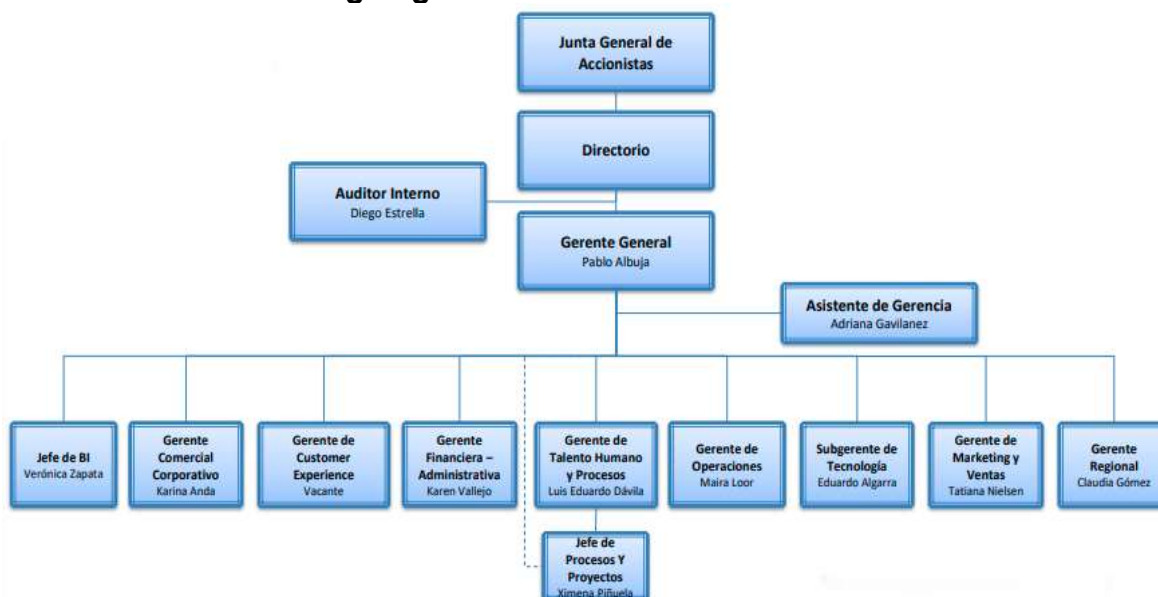 Junta General de
Accionistas
Directorio
Auditor Interno
Diego Estrella
Gerente General
Pablo Albuja
Asistente de Gerencia
Adriana Gavilanez
Jefe de BI
Verónica Zapata
Gerente
Comercial
Corporativo
Karina Anda
Gerente de
Customer
Experience
Vacante
Gerente
Financiera –
Administrativa
Karen Vallejo
Gerente de
Talento Humano
y Procesos
Luis Eduardo Dávila
Gerente de
Operaciones
Maira Loor
Subgerente de
Tecnología
Eduardo Algarra
Gerente de
Marketing y
Ventas
Tatiana Nielsen
Gerente
Regional
Claudia Gómez
Jefe de
Procesos Y
Proyectos
Ximena Piñuela